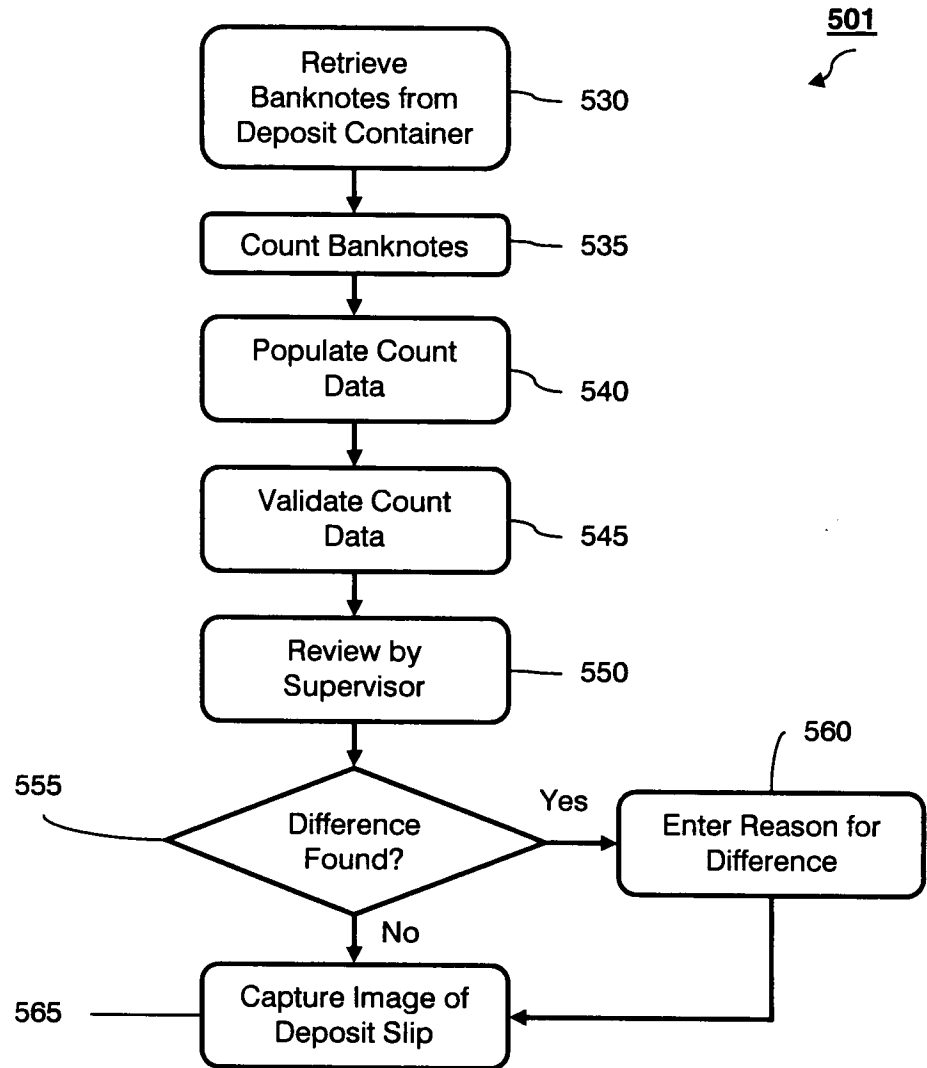 501
Retrieve
Banknotes from
Deposit Container
530
Count Banknotes
535
Populate Count
Data
540
Validate Count
Data
545
Review by
Supervisor
550
555
Difference
Found?
Yes
560
Enter Reason for
Difference
No
565
Capture Image of
Deposit Slip